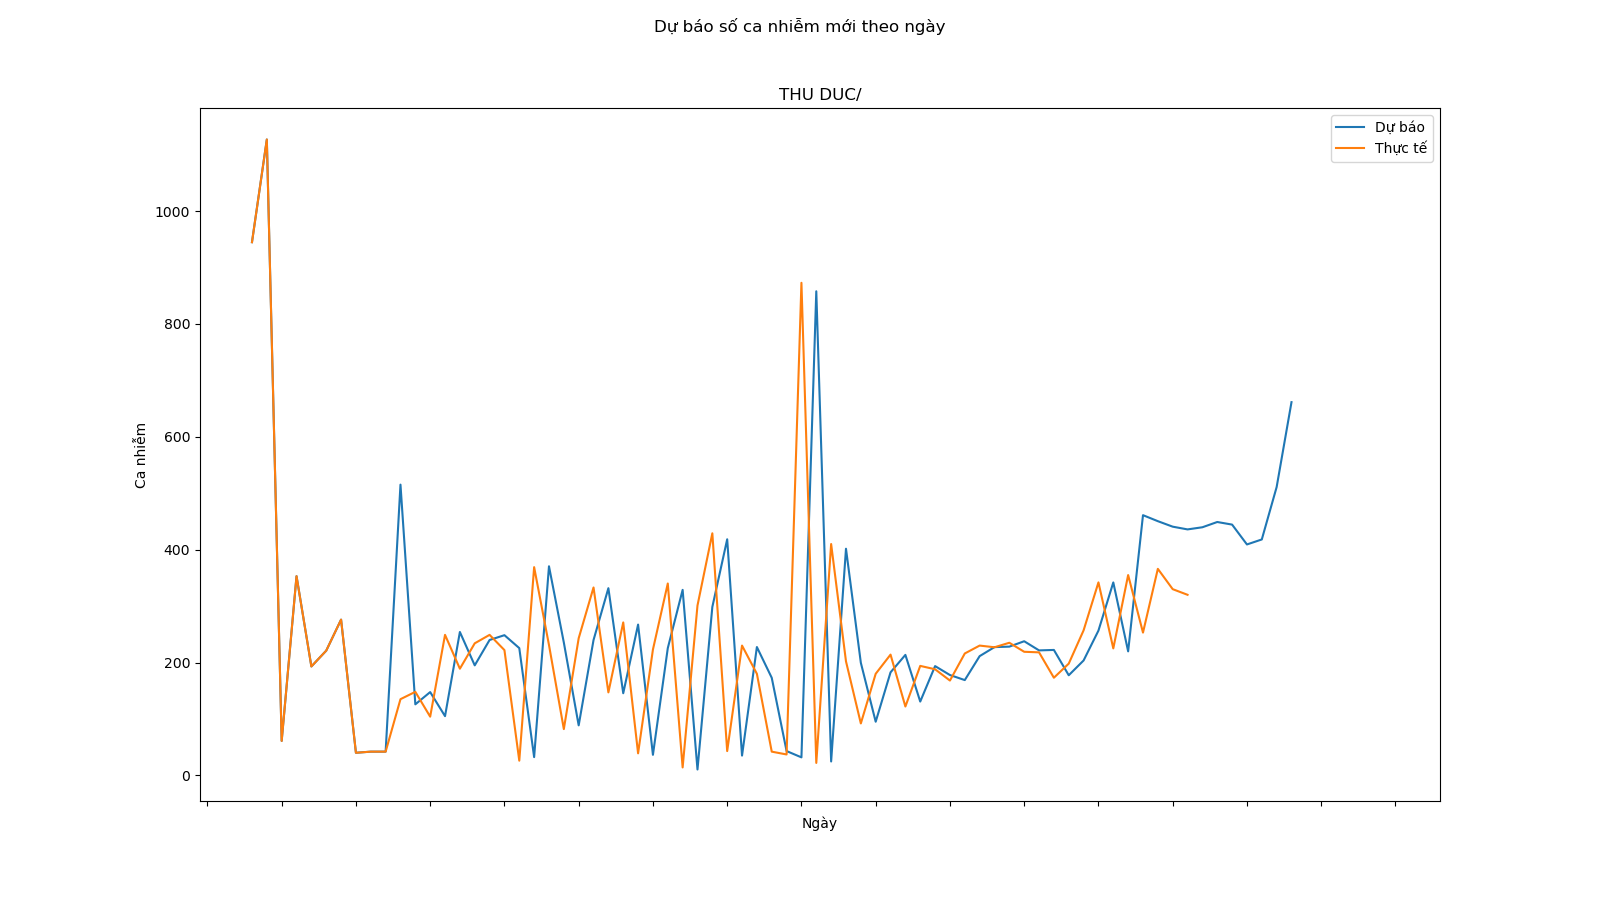 Dự báo số ca nhiễm mới theo ngày
THU DUC/
Dự báo
Thực tế
1000
800
600
400
200
0
Ca nhiễm
Ngày